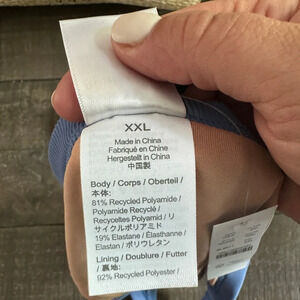 XXL
Made in China
Fabriqué en Chine
Hergestellt in China
中国製
Body / Corps / Oberteil /
本体:
81% Recycled Polyamide /
Polyamide Recyclé /
Recyceltes Polyamid / リ
サイクルポリアミド
19% Elastane / Élasthanne /
Elastan / ポリウレタン
Lining / Doublure / Futter
/ 裏地:
92% Recycled Polyester /